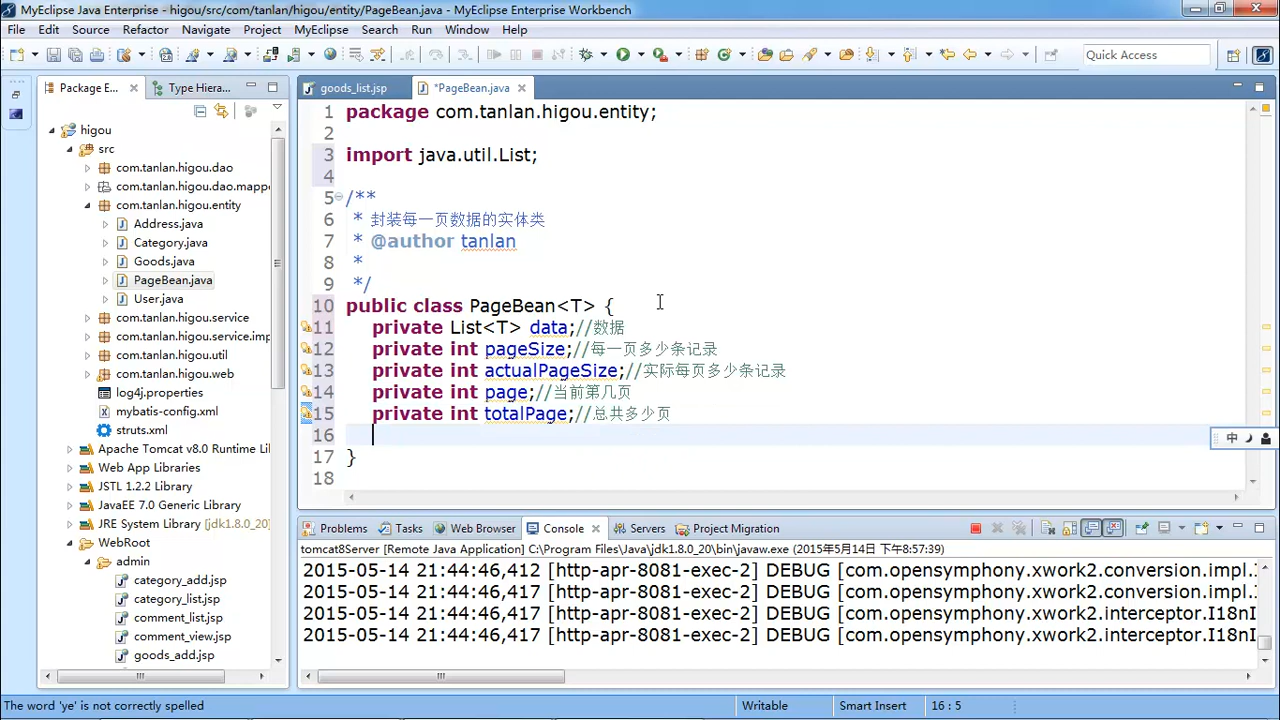 MyEclipse Java Enterprise - higou/src/com/tanlan/higou/entity/PageBean.java - MyEclipse Enterprise Workbench
File Edit Source Refactor Navigate Project MyEclipse Search Run Window Help
Quick Access
Package E... Type Hiera...
goods_list.jsp *PageBean.java
higou
src
com.tanlan.higou.dao
com.tanlan.higou.dao.mappe
com.tanlan.higou.entity
Address.java
Category.java
Goods.java
PageBean.java
User.java
com.tanlan.higou.service
com.tanlan.higou.service.imp
com.tanlan.higou.util
com.tanlan.higou.web
log4j.properties
mybatis-config.xml
struts.xml
Apache Tomcat v8.0 Runtime Li
Web App Libraries
JSTL 1.2.2 Library
JavaEE 7.0 Generic Library
JRE System Library [jdk1.8.0_20]
WebRoot
admin
category_add.jsp
category_list.jsp
comment_list.jsp
comment_view.jsp
goods_add.jsp
1 package com.tanlan.higou.entity;
2
3 import java.util.List;
4
5 /**
6 * 封装每一页数据的实体类
7 * @author tanlan
8 *
9 */
10 public class PageBean<T> {
11 private List<T> data;//数据
12 private int pageSize;//每一页多少条记录
13 private int actualPageSize;//实际每页多少条记录
14 private int page;//当前第几页
15 private int totalPage;//总共多少页
16
17 }
18
中
Problems Tasks Web Browser Console Servers Project Migration
tomcat8Server [Remote Java Application] C:\Program Files\Java\jdk1.8.0_20\bin\javaw.exe (2015年5月14日 下午8:57:39)
2015-05-14 21:44:46,412 [http-apr-8081-exec-2] DEBUG [com.opensymphony.xwork2.conversion.impl.
2015-05-14 21:44:46,412 [http-apr-8081-exec-2] DEBUG [com.opensymphony.xwork2.conversion.impl.
2015-05-14 21:44:46,417 [http-apr-8081-exec-2] DEBUG [com.opensymphony.xwork2.interceptor.I18nI
2015-05-14 21:44:46,417 [http-apr-8081-exec-2] DEBUG [com.opensymphony.xwork2.interceptor.I18nI
The word 'ye' is not correctly spelled Writable Smart Insert 16 : 5